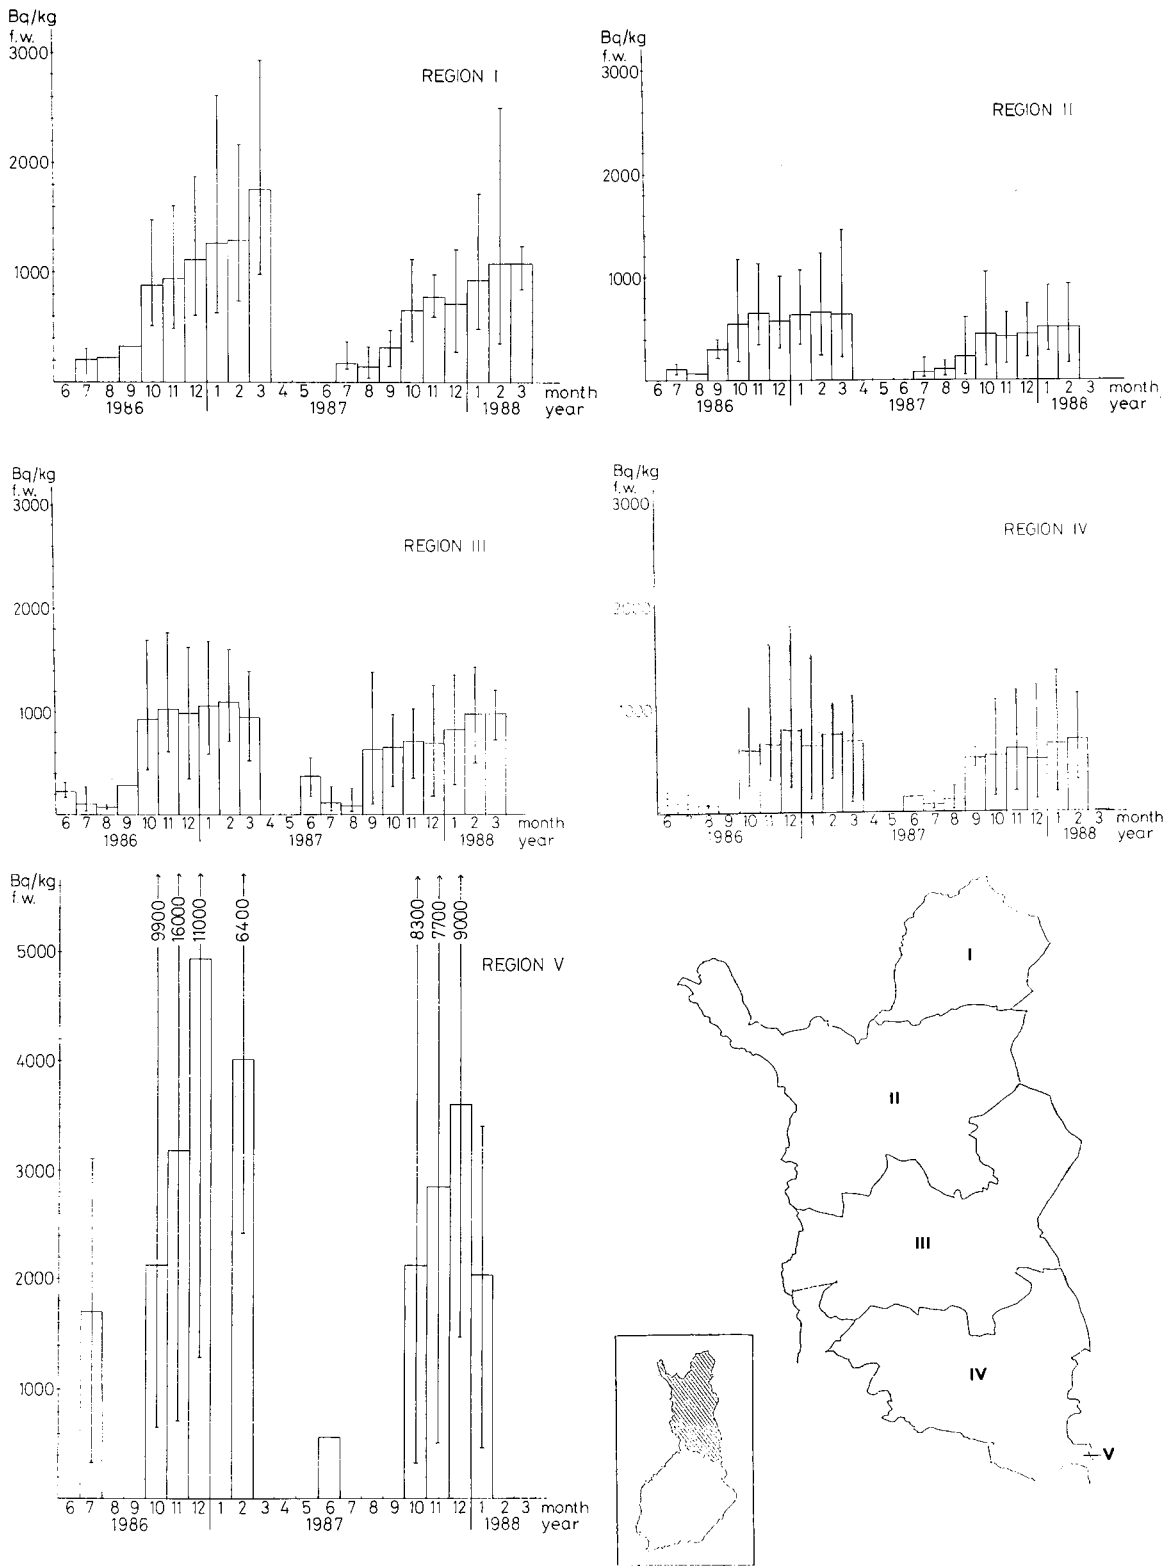 Bq/kg
f.w.
3000
2000
1000
REGION I
6 7 8 9 10 11 12 1 2 3 4 5 6 7 8 9 10 11 12 1 2 3 month
1986 1987 1988 year
Bq/kg
f.w.
3000
2000
1000
REGION II
6 7 8 9 10 11 12 1 2 3 4 5 6 7 8 9 10 11 12 1 2 3 month
1986 1987 1988 year
Bq/kg
f.w.
3000
2000
1000
REGION III
6 7 8 9 10 11 12 1 2 3 4 5 6 7 8 9 10 11 12 1 2 3 month
1986 1987 1988 year
Bq/kg
f.w.
3000
2000
1000
REGION IV
6 7 8 9 10 11 12 1 2 3 4 5 6 7 8 9 10 11 12 1 2 3 month
1986 1987 1988 year
Bq/kg
f.w.
5000
4000
3000
2000
1000
9900
16000
11000
6400
8300
7700
9000
REGION V
6 7 8 9 10 11 12 1 2 3 4 5 6 7 8 9 10 11 12 1 2 3 month
1986 1987 1988 year
I
II
III
IV
V